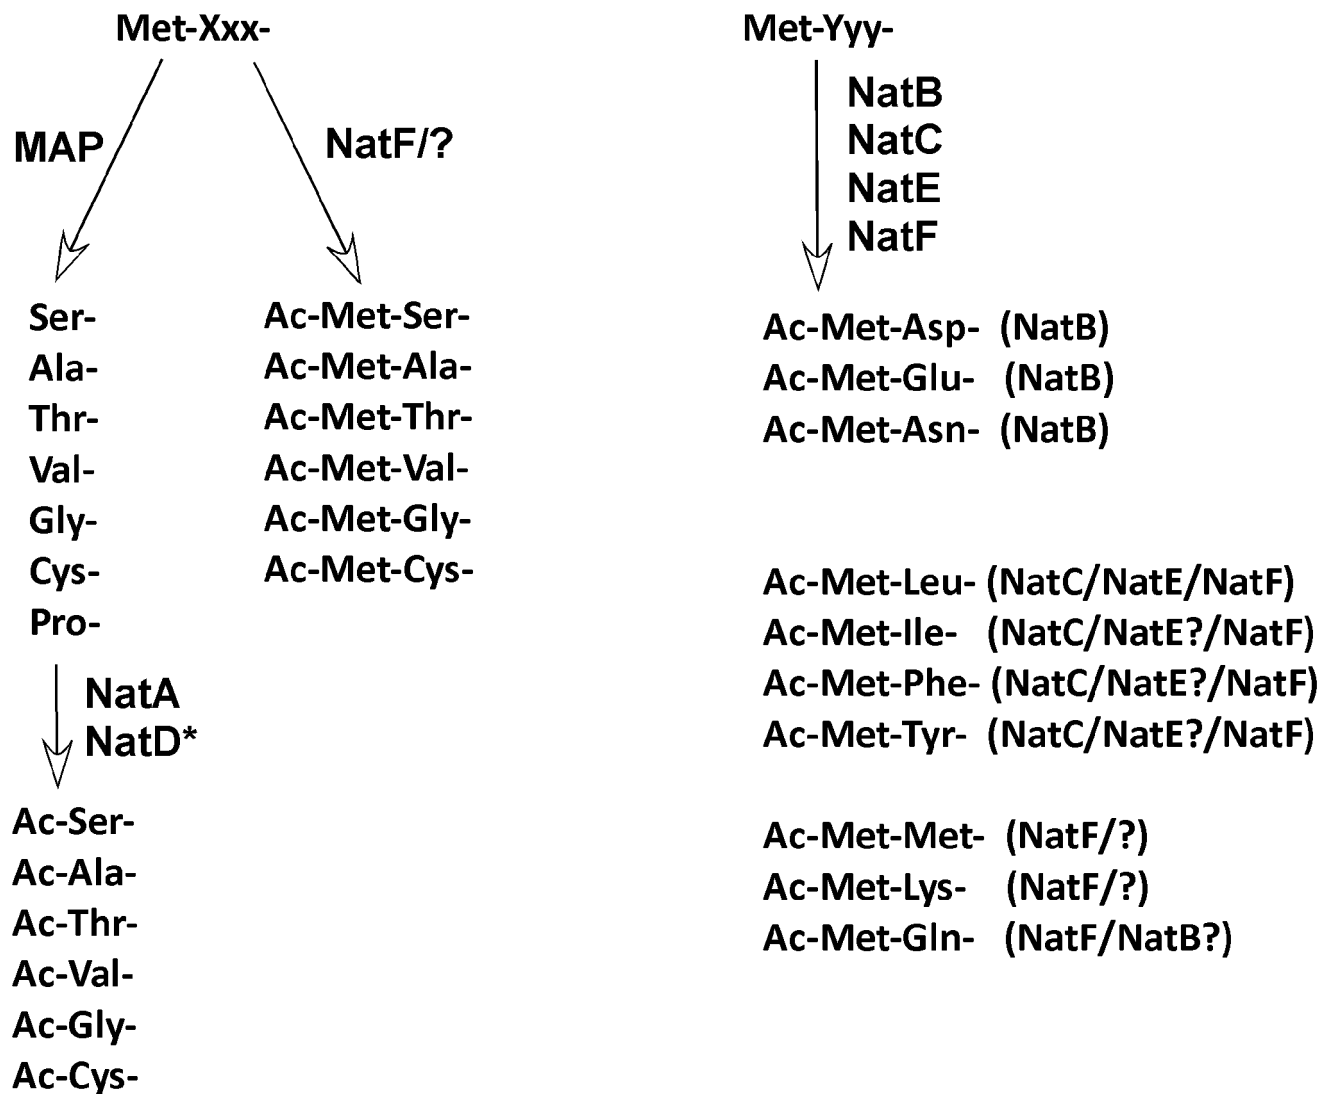 Met-Xxx-
MAP
NatF/?
Ser-
Ala-
Thr-
Val-
Gly-
Cys-
Pro-
Ac-Met-Ser-
Ac-Met-Ala-
Ac-Met-Thr-
Ac-Met-Val-
Ac-Met-Gly-
Ac-Met-Cys-
NatA
NatD*
Ac-Ser-
Ac-Ala-
Ac-Thr-
Ac-Val-
Ac-Gly-
Ac-Cys-
Met-Yyy-
NatB
NatC
NatE
NatF
Ac-Met-Asp- (NatB)
Ac-Met-Glu- (NatB)
Ac-Met-Asn- (NatB)
Ac-Met-Leu- (NatC/NatE/NatF)
Ac-Met-Ile- (NatC/NatE?/NatF)
Ac-Met-Phe- (NatC/NatE?/NatF)
Ac-Met-Tyr- (NatC/NatE?/NatF)
Ac-Met-Met- (NatF/?)
Ac-Met-Lys- (NatF/?)
Ac-Met-Gln- (NatF/NatB?)